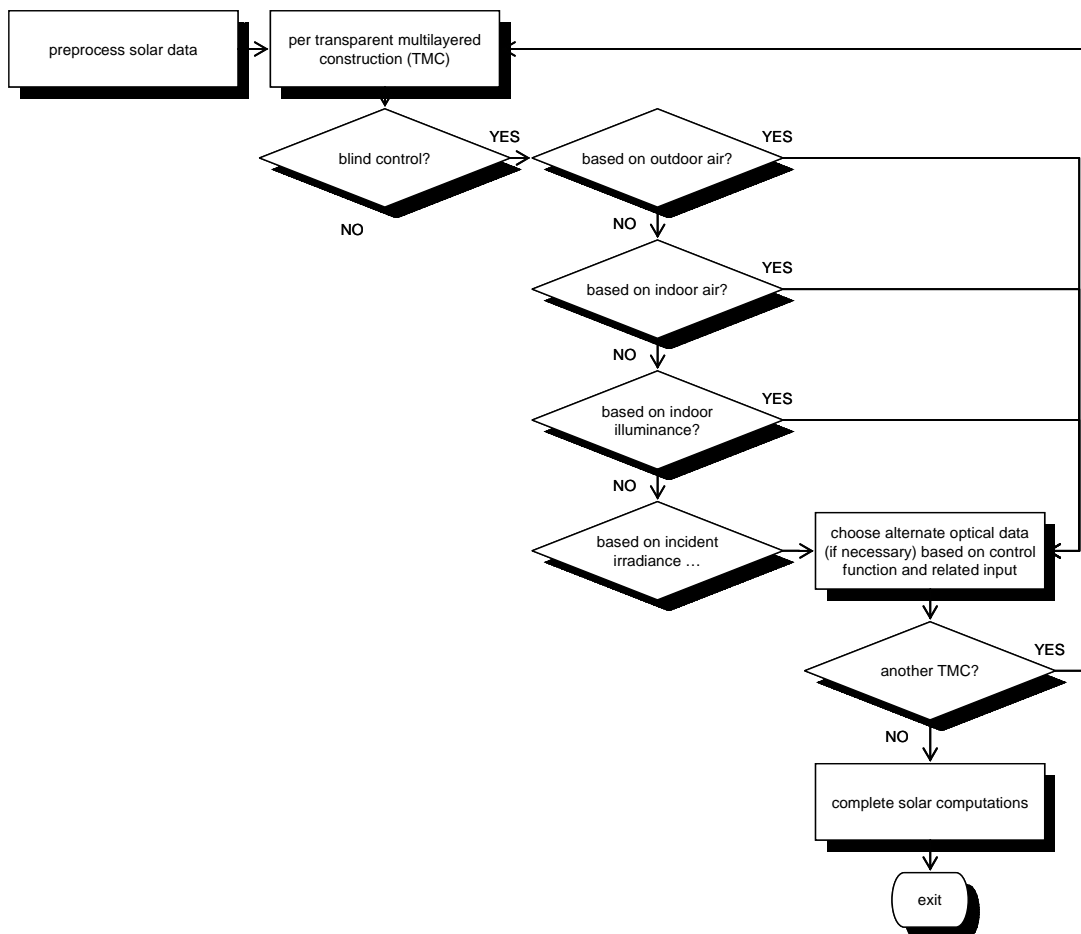 preprocess solar data
per transparent multilayered
construction (TMC)
blind control?
YES
based on outdoor air?
YES
NO
NO
based on indoor air?
YES
NO
based on indoor
illuminance?
YES
NO
based on incident
irradiance …
choose alternate optical data
(if necessary) based on control
function and related input
another TMC?
YES
NO
complete solar computations
exit